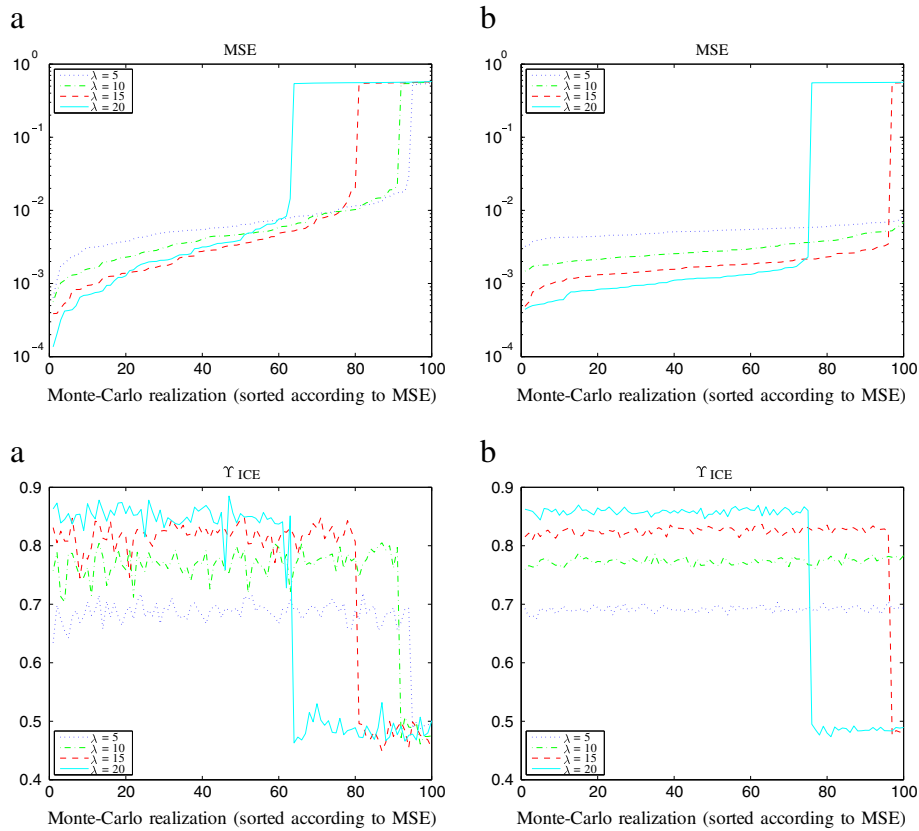 a
MSE
10^0
10^-1
10^-2
10^-3
10^-4
λ = 5
λ = 10
λ = 15
λ = 20
0 20 40 60 80 100
Monte-Carlo realization (sorted according to MSE)
b
MSE
10^0
10^-1
10^-2
10^-3
10^-4
λ = 5
λ = 10
λ = 15
λ = 20
0 20 40 60 80 100
Monte-Carlo realization (sorted according to MSE)
a
ϒ ICE
0.9
0.8
0.7
0.6
0.5
0.4
λ = 5
λ = 10
λ = 15
λ = 20
0 20 40 60 80 100
Monte-Carlo realization (sorted according to MSE)
b
ϒ ICE
0.9
0.8
0.7
0.6
0.5
0.4
λ = 5
λ = 10
λ = 15
λ = 20
0 20 40 60 80 100
Monte-Carlo realization (sorted according to MSE)